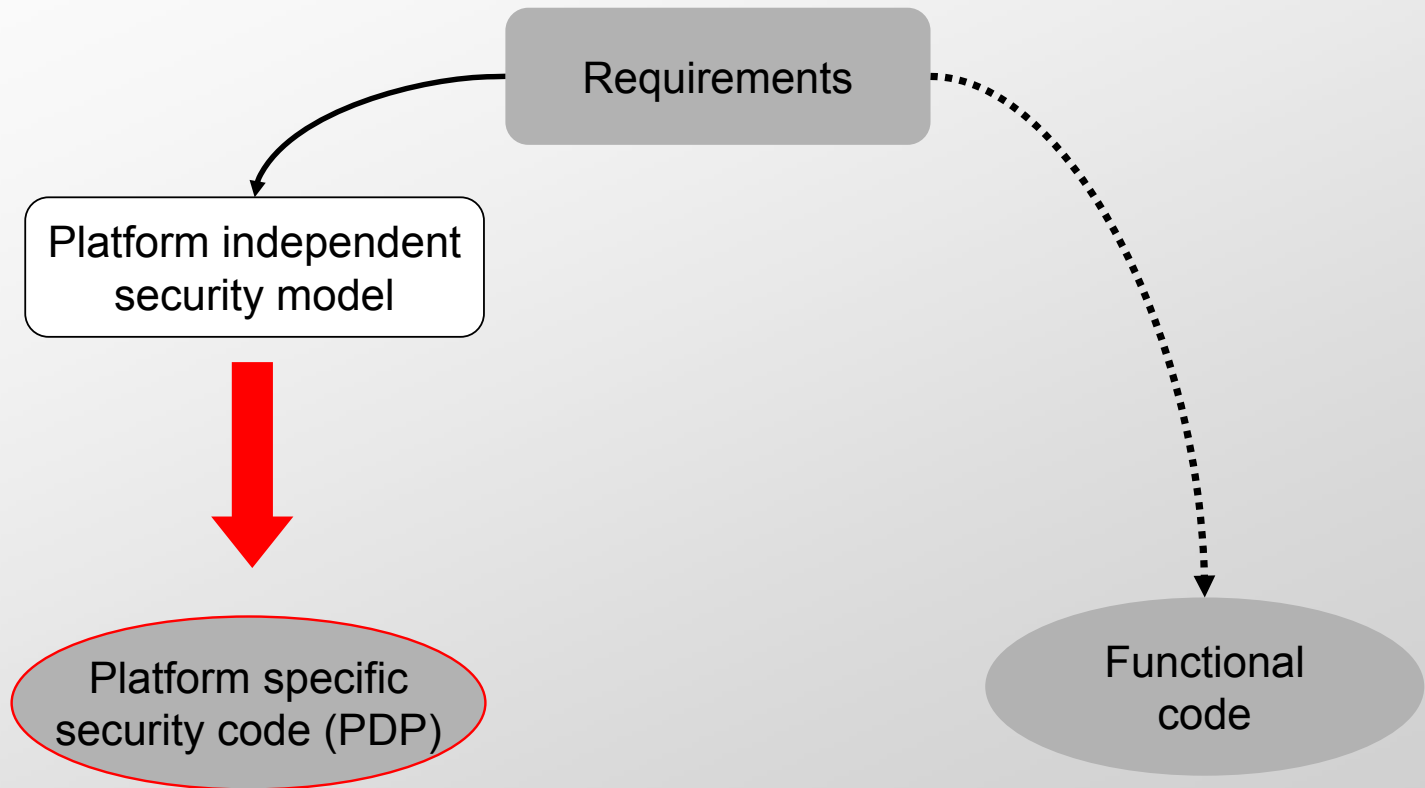 Requirements
Platform independent
security model
Platform specific
security code (PDP)
Functional
code